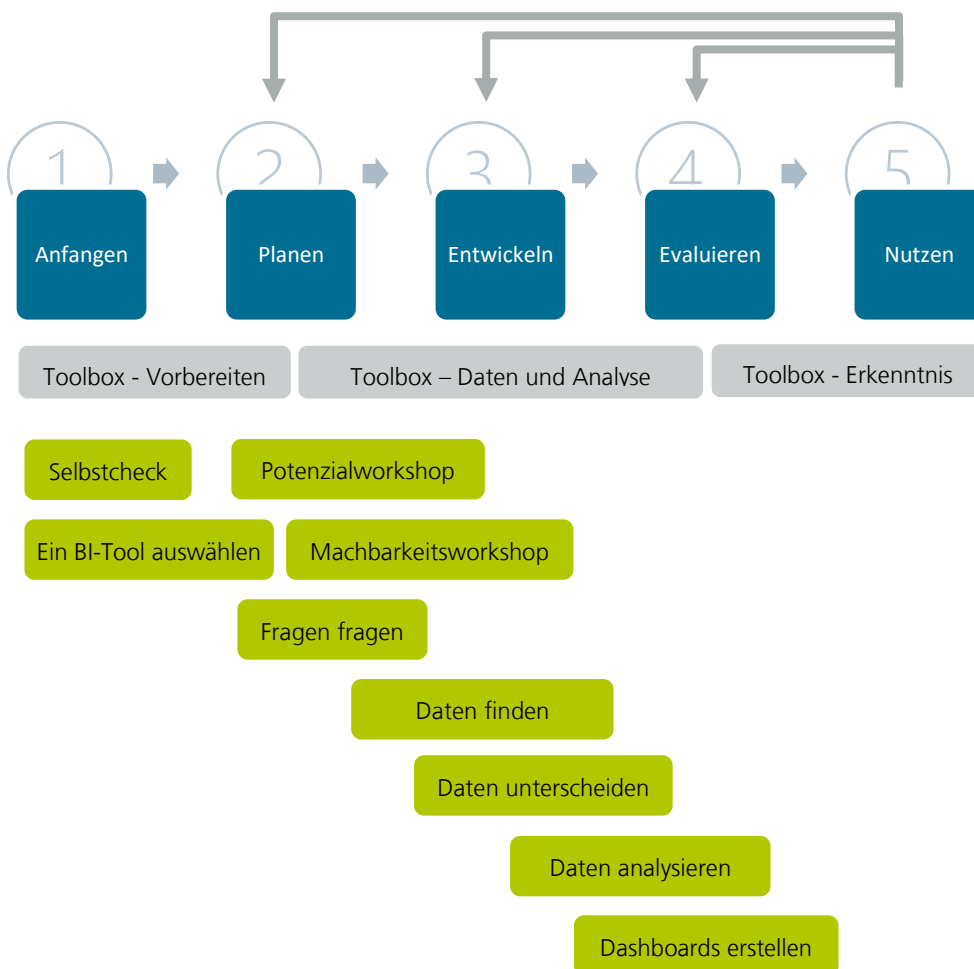 1
2
3
4
5
Anfangen
Planen
Entwickeln
Evaluieren
Nutzen
Toolbox - Vorbereiten
Toolbox – Daten und Analyse
Toolbox - Erkenntnis
Selbstcheck
Potenzialworkshop
Ein BI-Tool auswählen
Machbarkeitsworkshop
Fragen fragen
Daten finden
Daten unterscheiden
Daten analysieren
Dashboards erstellen